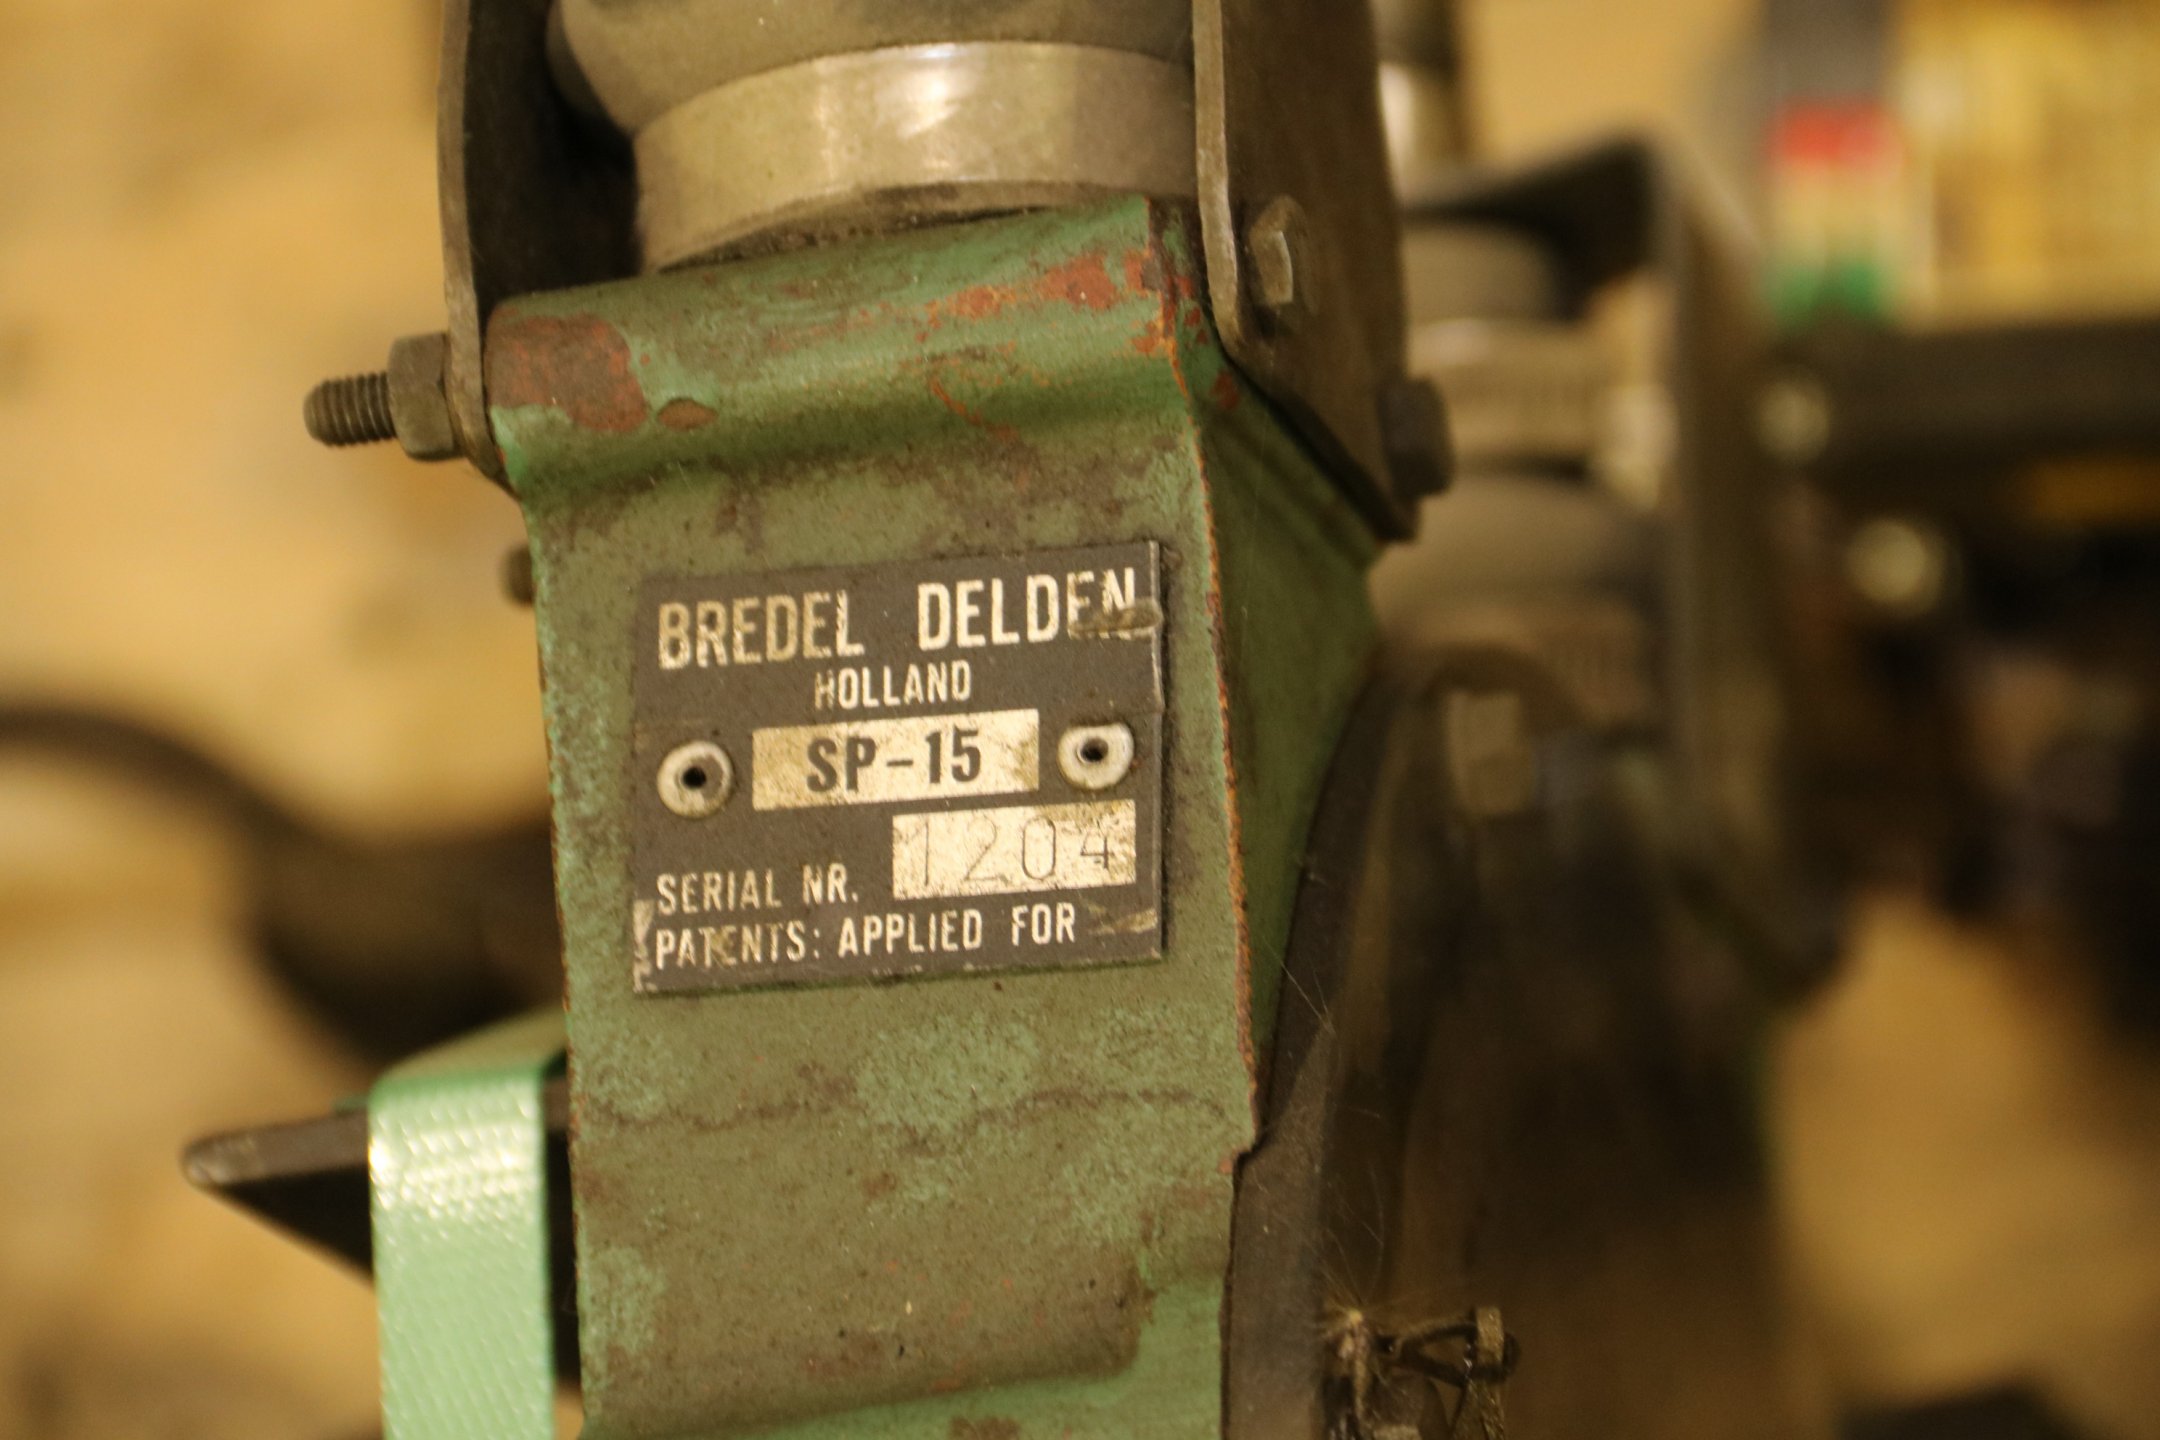 BREDEL DELDEN
HOLLAND
SP-15
SERIAL NR. 1204
PATENTS: APPLIED FOR